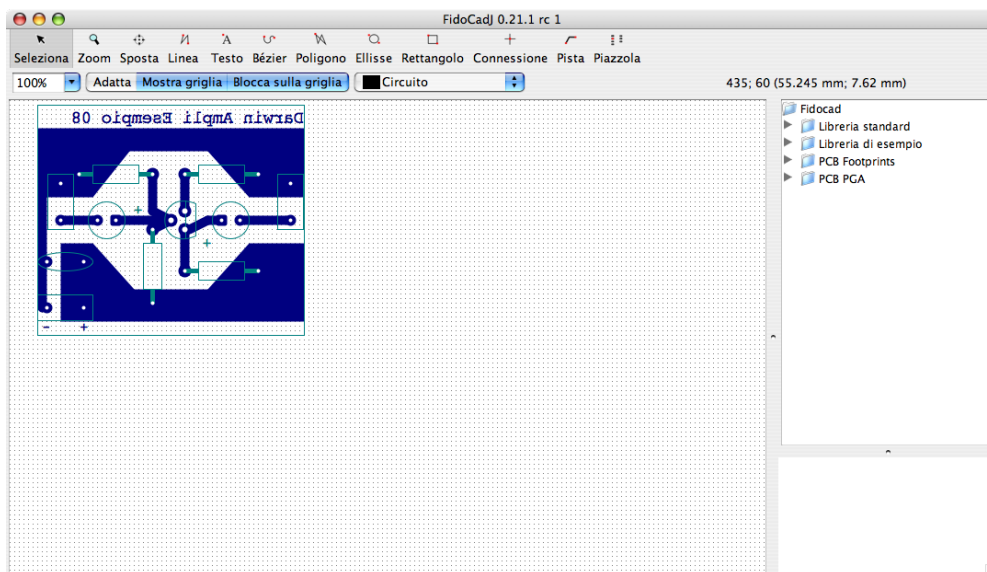 FidoCadJ 0.21.1 rc 1
Seleziona Zoom Sposta Linea Testo Bézier Poligono Ellisse Rettangolo Connessione Pista Piazzola
100% Adatta Mostra griglia Blocca sulla griglia Circuito 435; 60 (55.245 mm; 7.62 mm)
Darwin Ampli Esempio 08
+
+
- +
Fidocad
Libreria standard
Libreria di esempio
PCB Footprints
PCB PGA